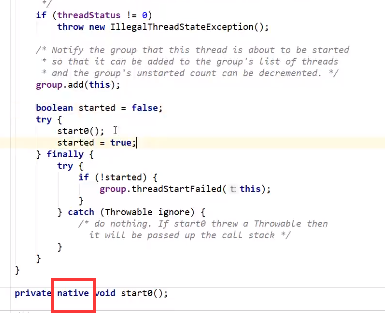 */
if (threadStatus != 0)
throw new IllegalThreadStateException();
/* Notify the group that this thread is about to be started
* so that it can be added to the group's list of threads
* and the group's unstarted count can be decremented. */
group.add(this);
boolean started = false;
try {
start0();
started = true;
} finally {
try {
if (!started) {
group.threadStartFailed( t: this);
}
} catch (Throwable ignore) {
/* do nothing. If start0 threw a Throwable then
it will be passed up the call stack */
}
}
}
private native void start0();